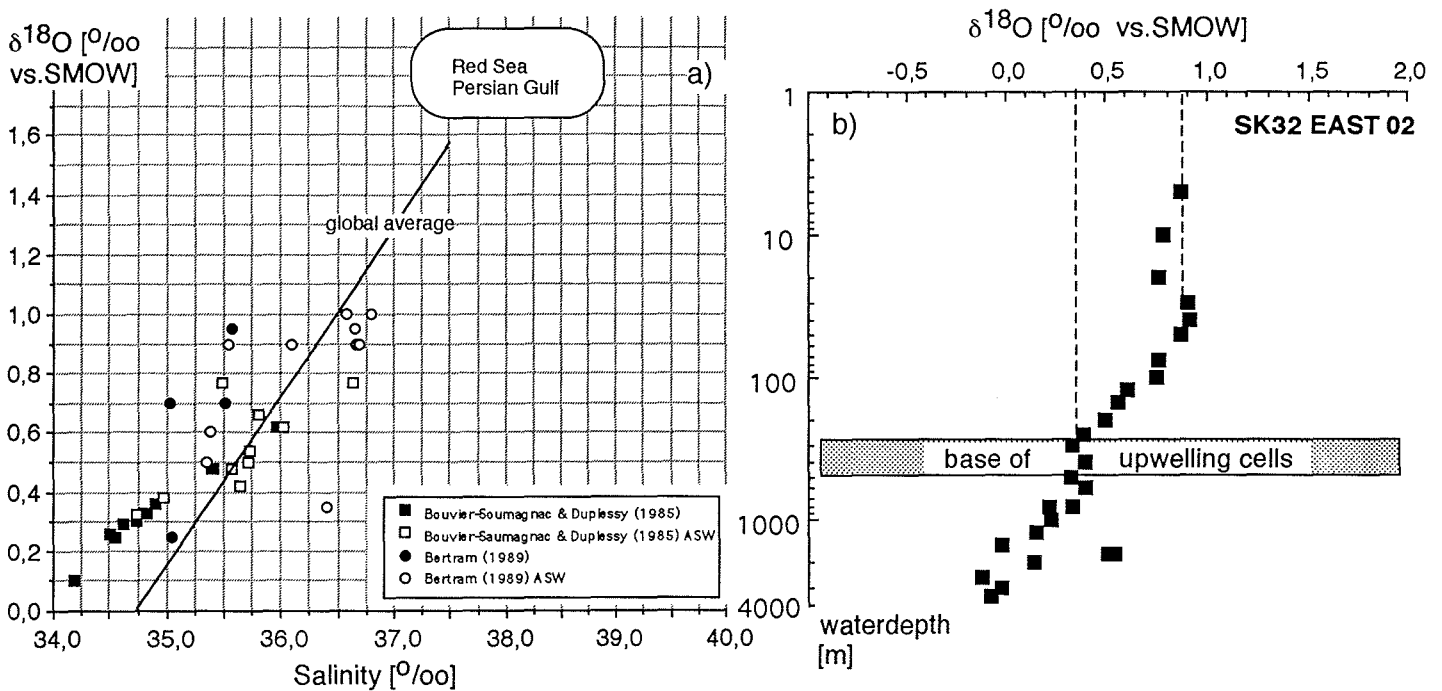 δ18O [o/oo
vs.SMOW]
a)
Red Sea
Persian Gulf
global average
1,6
1,4
1,2
1,0
0,8
0,6
0,4
0,2
0,0
34,0 35,0 36,0 37,0 38,0 39,0 40,0
Salinity [o/oo]
Bouvier-Soumagnac & Duplessy (1985)
Bouvier-Saumagnac & Duplessy (1985) ASW
Bertram (1989)
Bertram (1989) ASW
δ18O [o/oo vs.SMOW]
-0,5 0,0 0,5 1,0 1,5 2,0
b)
SK32 EAST 02
1
10
100
1000
4000
base of upwelling cells
waterdepth
[m]